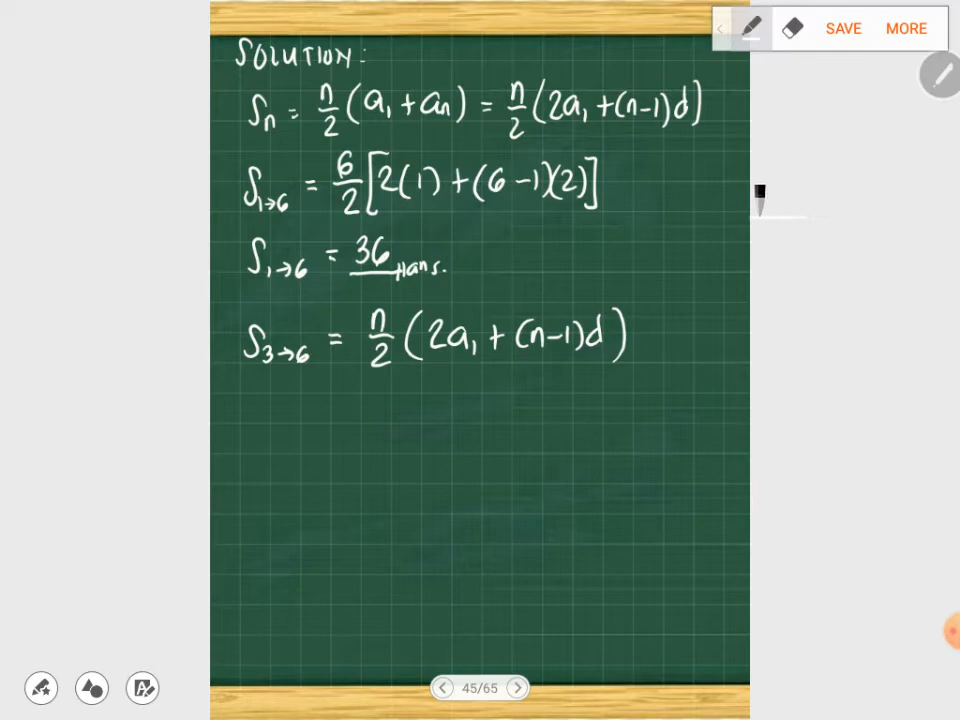 SAVE MORE
SOLUTION:
Sn = n/2 (a1 + an) = n/2 (2a1 + (n-1)d)
S1→6 = 6/2 [2(1) + (6-1)(2)]
S1→6 = 36 ans.
S3→6 = n/2 (2a1 + (n-1)d)
45/65